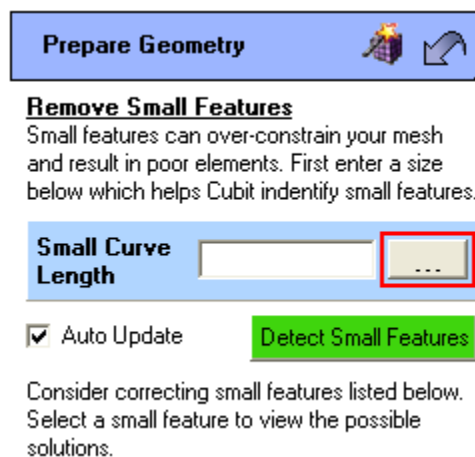 Prepare Geometry
Remove Small Features
Small features can over-constrain your mesh
and result in poor elements. First enter a size
below which helps Cubit indentify small features.
Small Curve
Length
...
Auto Update
Detect Small Features
Consider correcting small features listed below.
Select a small feature to view the possible
solutions.